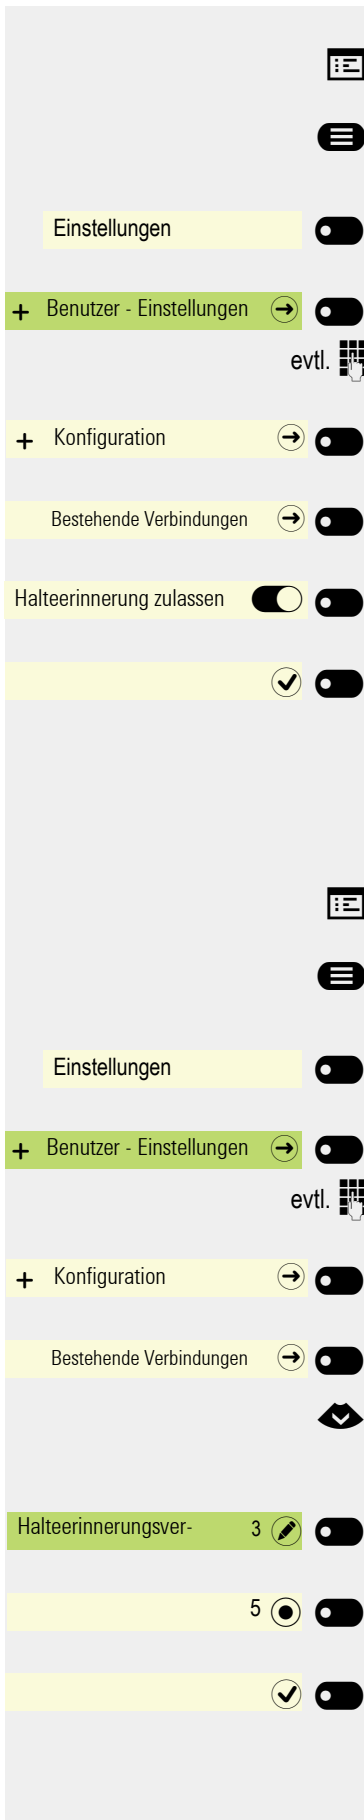 Einstellungen
+ Benutzer - Einstellungen
evtl.
+ Konfiguration
Bestehende Verbindungen
Halteerinnerung zulassen
Einstellungen
+ Benutzer - Einstellungen
evtl.
+ Konfiguration
Bestehende Verbindungen
Halteerinnerungsver- 3
5